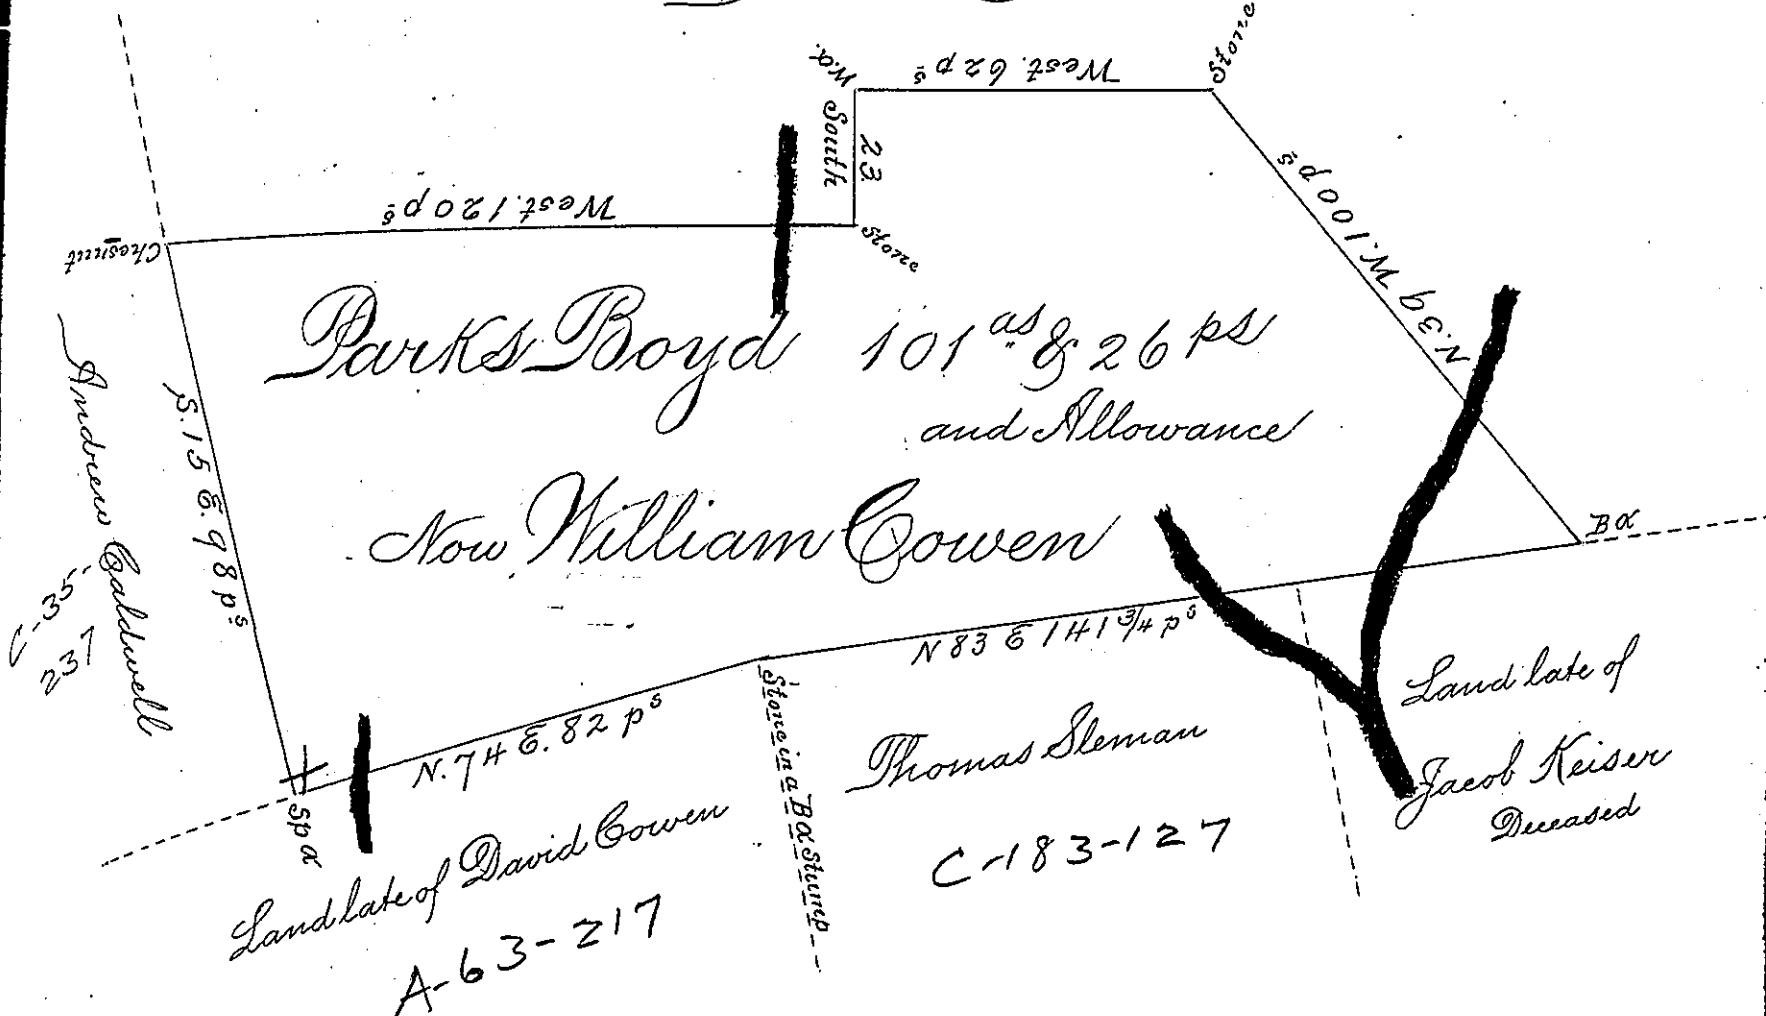 Stone
W.O.
West. 62 pˢ
South
23
West. 120 pˢ
Stone
Chesnut
N. 39 W. 100 pˢ
Parks Boyd 101 ᵃˢ & 26 ps
and Allowance
Now William Cowen
S. 15 E. 98 pˢ
Andrew Caldwell
C-35-
237
B O
N 83 E 141 3/4 pˢ
N. 74 E. 82 pˢ
Sp O
Stone in a BO Stump
Land late of David Cowen
A-63-217
Thomas Sleman
C-183-127
Land late of
Jacob Keiser
Deceased